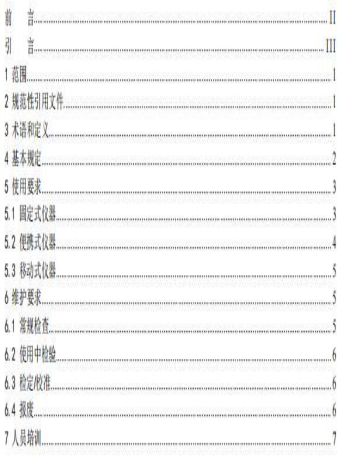 前 言 II
引 言 III
1 范围 1
2 规范性引用文件 1
3 术语和定义 1
4 基本规定 2
5 使用要求 3
5.1 固定式仪器 3
5.2 便携式仪器 4
5.3 移动式仪器 5
6 维护要求 5
6.1 常规检查 5
6.2 使用中检验 6
6.3 检定/校准 6
6.4 报废 6
7 人员培训 7